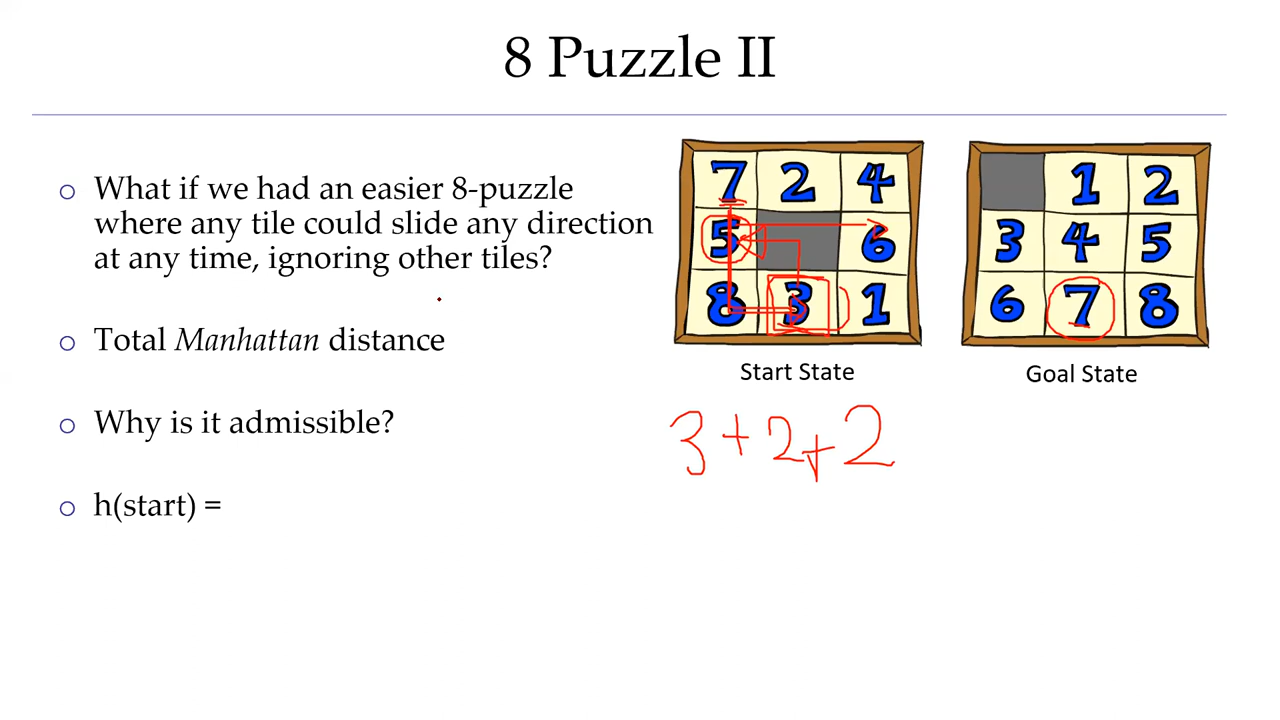 8 Puzzle II
What if we had an easier 8-puzzle
where any tile could slide any direction
at any time, ignoring other tiles?
Total Manhattan distance
Why is it admissible?
h(start) =
7 2 4
5 6
8 3 1
Start State
1 2
3 4 5
6 7 8
Goal State
3 + 2 + 2